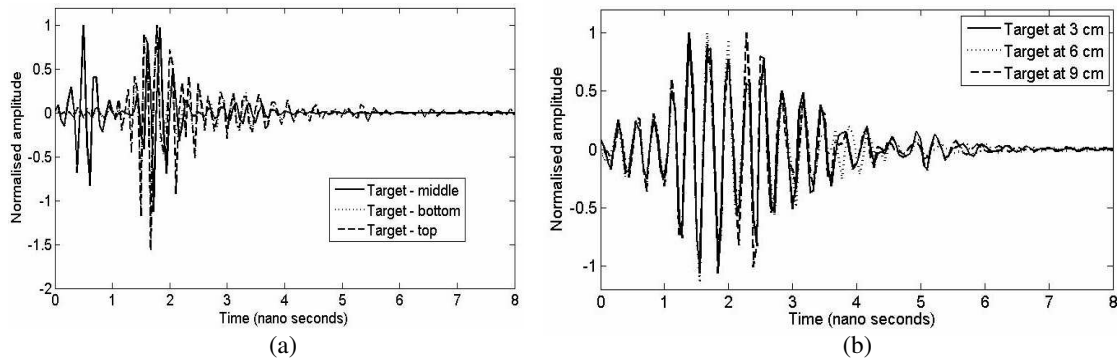 Normalised amplitude
1
0.5
0
-0.5
-1
-1.5
-2
0 1 2 3 4 5 6 7 8
Time (nano seconds)
Target - middle
Target - bottom
Target - top
(a)
Normalised amplitude
1
0.5
0
-0.5
-1
0 1 2 3 4 5 6 7 8
Time (nano seconds)
Target at 3 cm
Target at 6 cm
Target at 9 cm
(b)